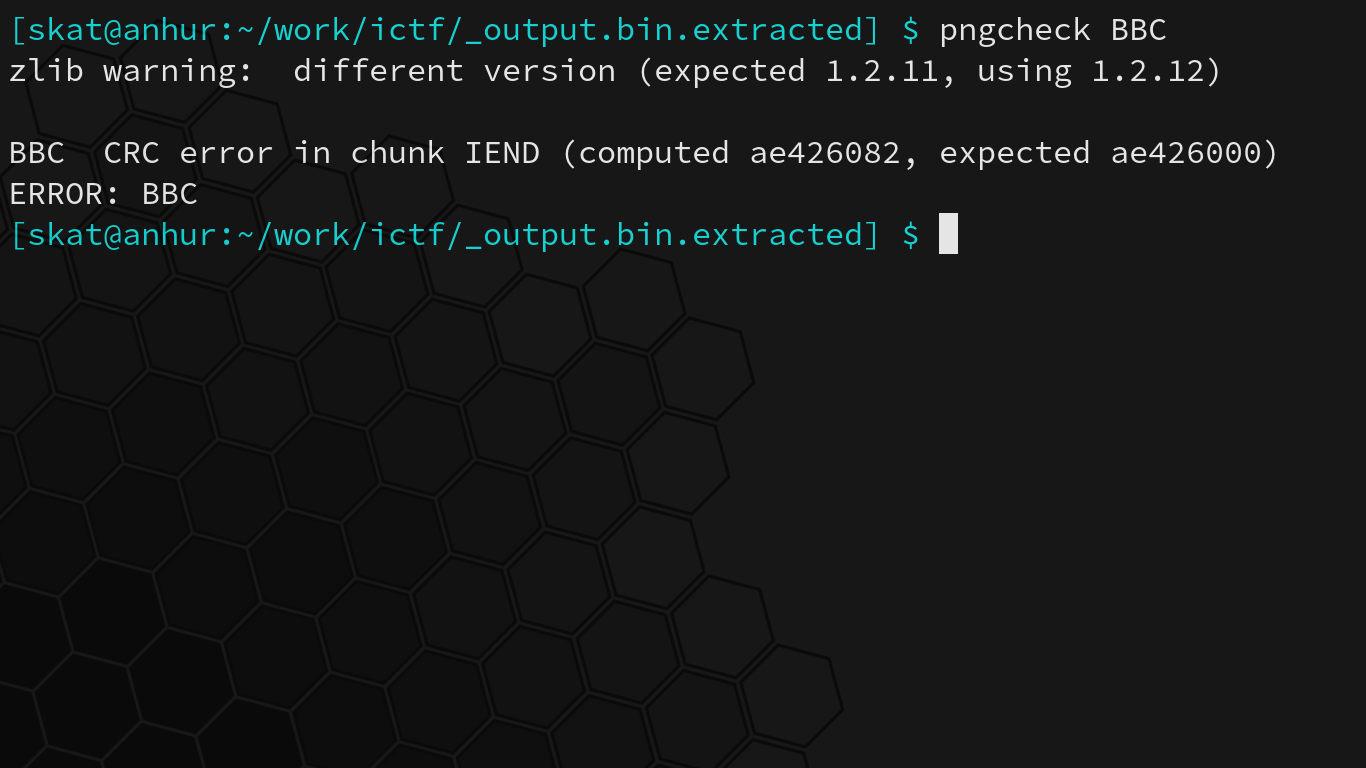 [skat@anhur:~/work/ictf/_output.bin.extracted] $ pngcheck BBC
zlib warning:  different version (expected 1.2.11, using 1.2.12)
BBC  CRC error in chunk IEND (computed ae426082, expected ae426000)
ERROR: BBC
[skat@anhur:~/work/ictf/_output.bin.extracted] $